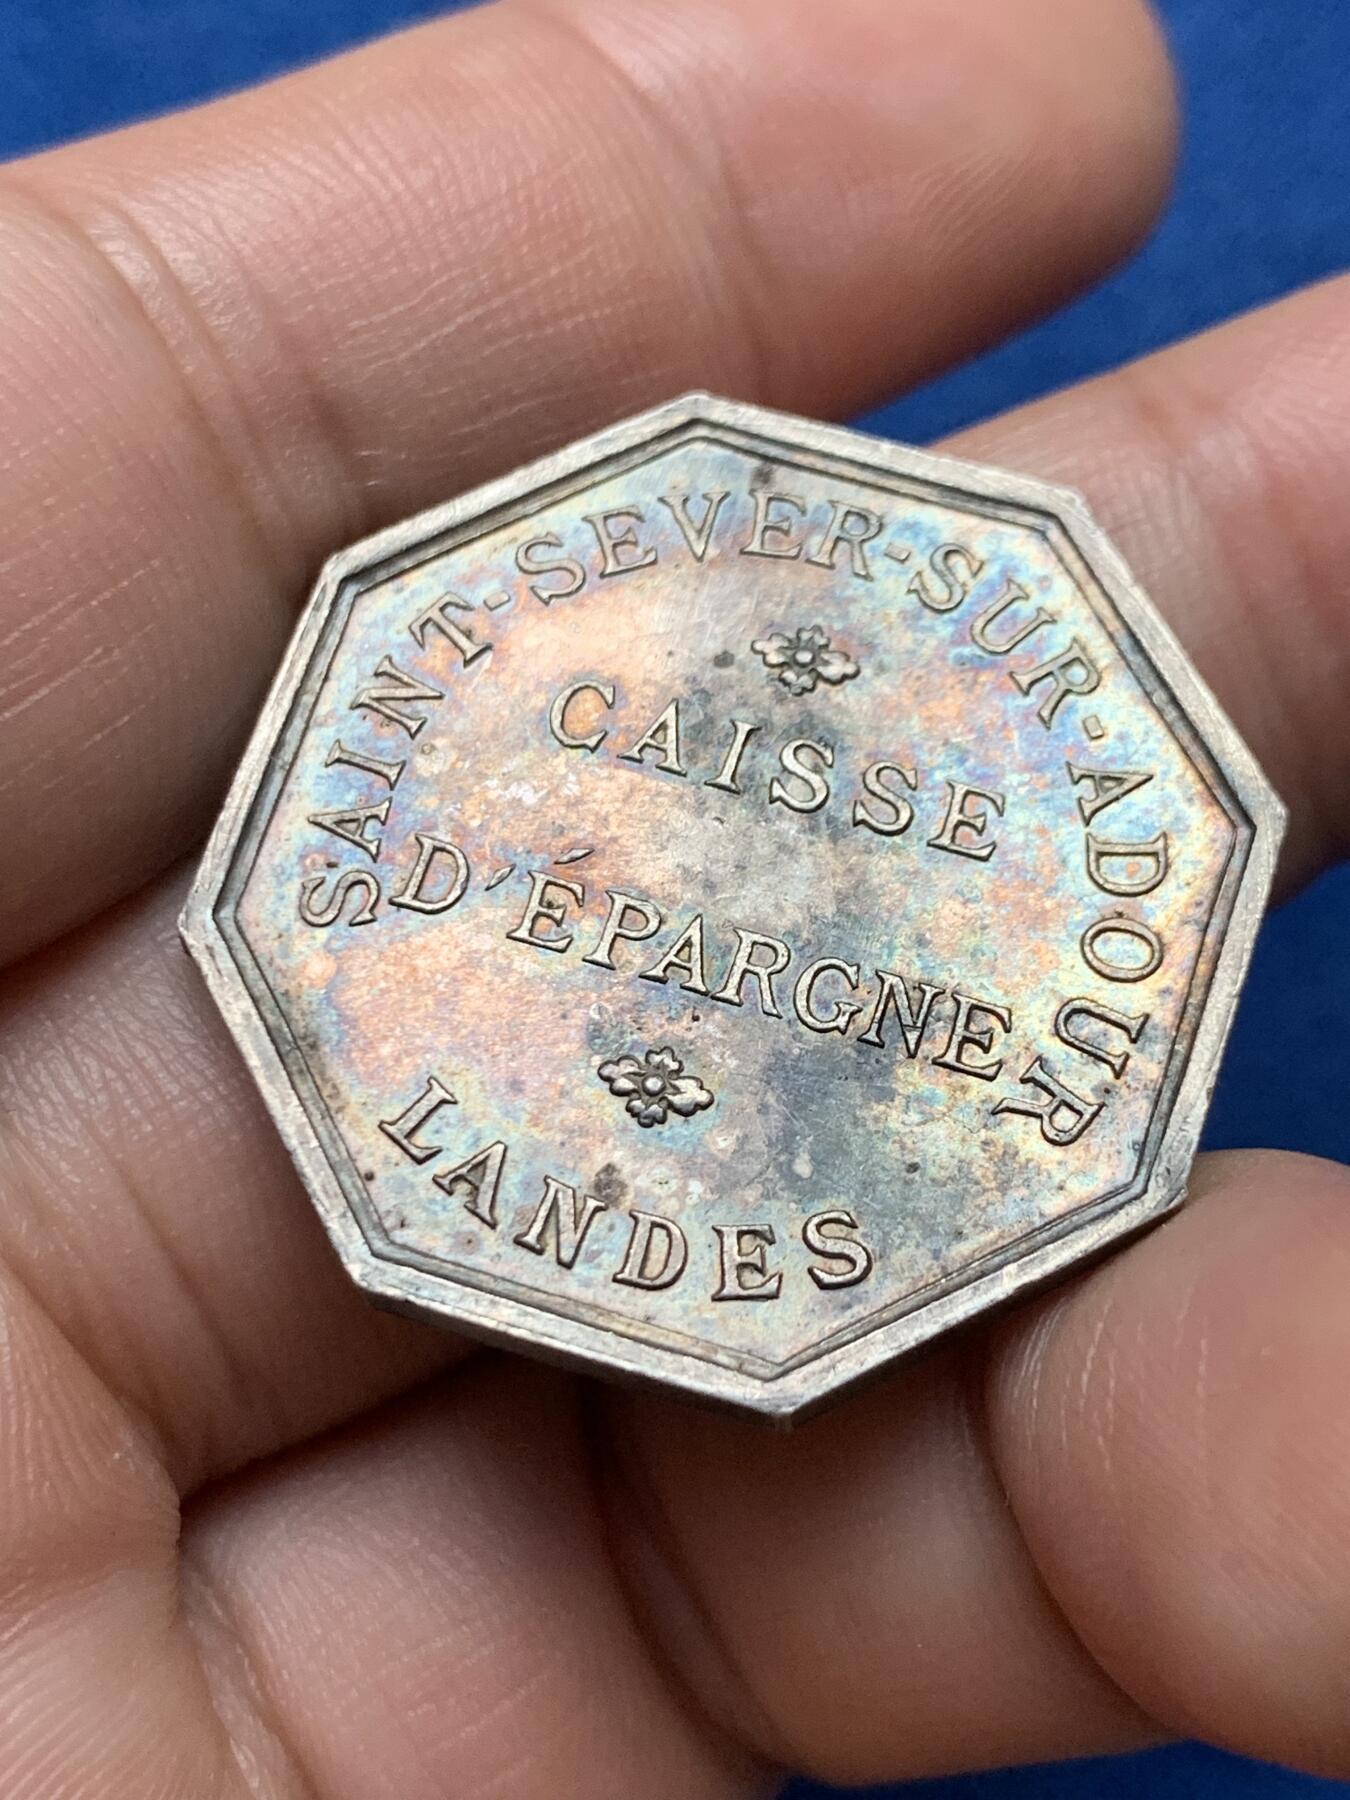 SAINT-SEVER-SUR-ADOUR
CAISSE
D'ÉPARGNE
LANDES